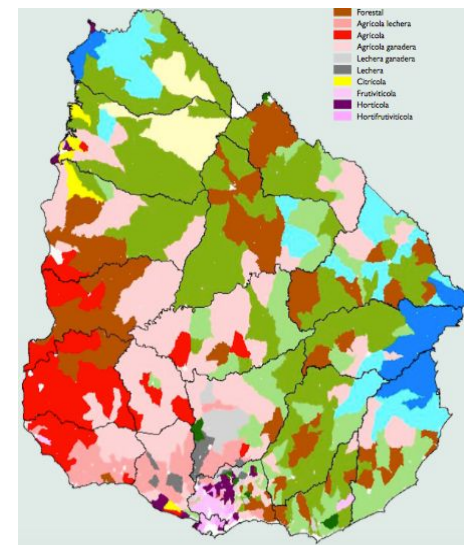 Forestal
Agrícola lechera
Agrícola
Agrícola ganadera
Lechera ganadera
Lechera
Citrícola
Frutivitícola
Hortícola
Hortifrutivitícola